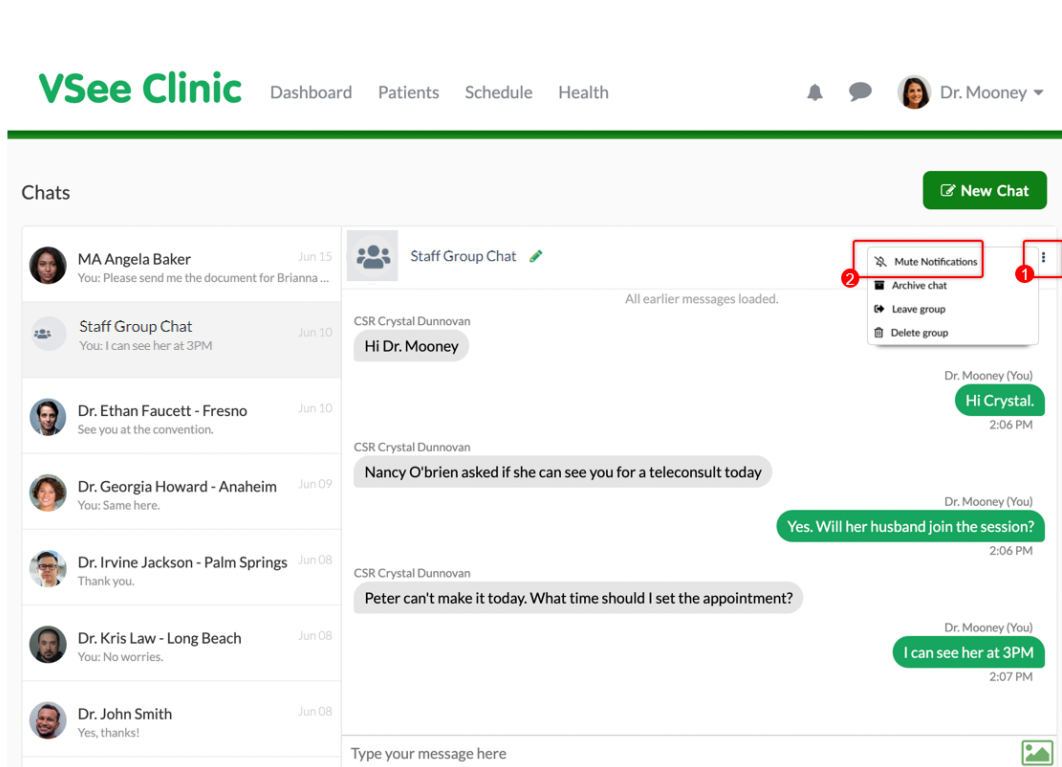 VSee Clinic
Dashboard Patients Schedule Health
Dr. Mooney
Chats
New Chat
MA Angela Baker Jun 15
You: Please send me the document for Brianna ...
Staff Group Chat Jun 10
You: I can see her at 3PM
Dr. Ethan Faucett - Fresno Jun 10
See you at the convention.
Dr. Georgia Howard - Anaheim Jun 09
You: Same here.
Dr. Irvine Jackson - Palm Springs Jun 08
Thank you.
Dr. Kris Law - Long Beach Jun 08
You: No worries.
Dr. John Smith Jun 08
Yes, thanks!
Staff Group Chat
1
2
Mute Notifications
Archive chat
Leave group
Delete group
All earlier messages loaded.
CSR Crystal Dunnovan
Hi Dr. Mooney
Dr. Mooney (You)
Hi Crystal.
2:06 PM
CSR Crystal Dunnovan
Nancy O'brien asked if she can see you for a teleconsult today
Dr. Mooney (You)
Yes. Will her husband join the session?
2:06 PM
CSR Crystal Dunnovan
Peter can't make it today. What time should I set the appointment?
Dr. Mooney (You)
I can see her at 3PM
2:07 PM
Type your message here